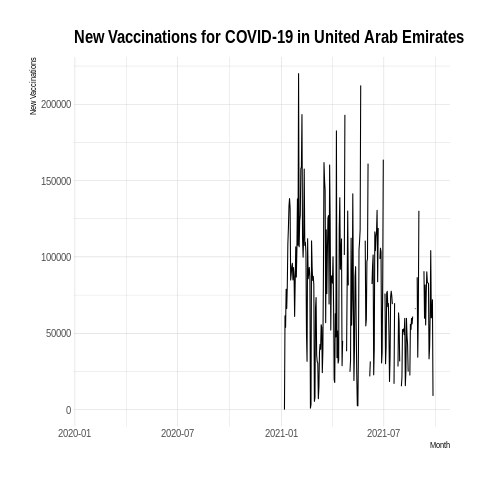 New Vaccinations for COVID-19 in United Arab Emirates
New Vaccinations
200000
150000
100000
50000
0
2020-01 2020-07 2021-01 2021-07
Month